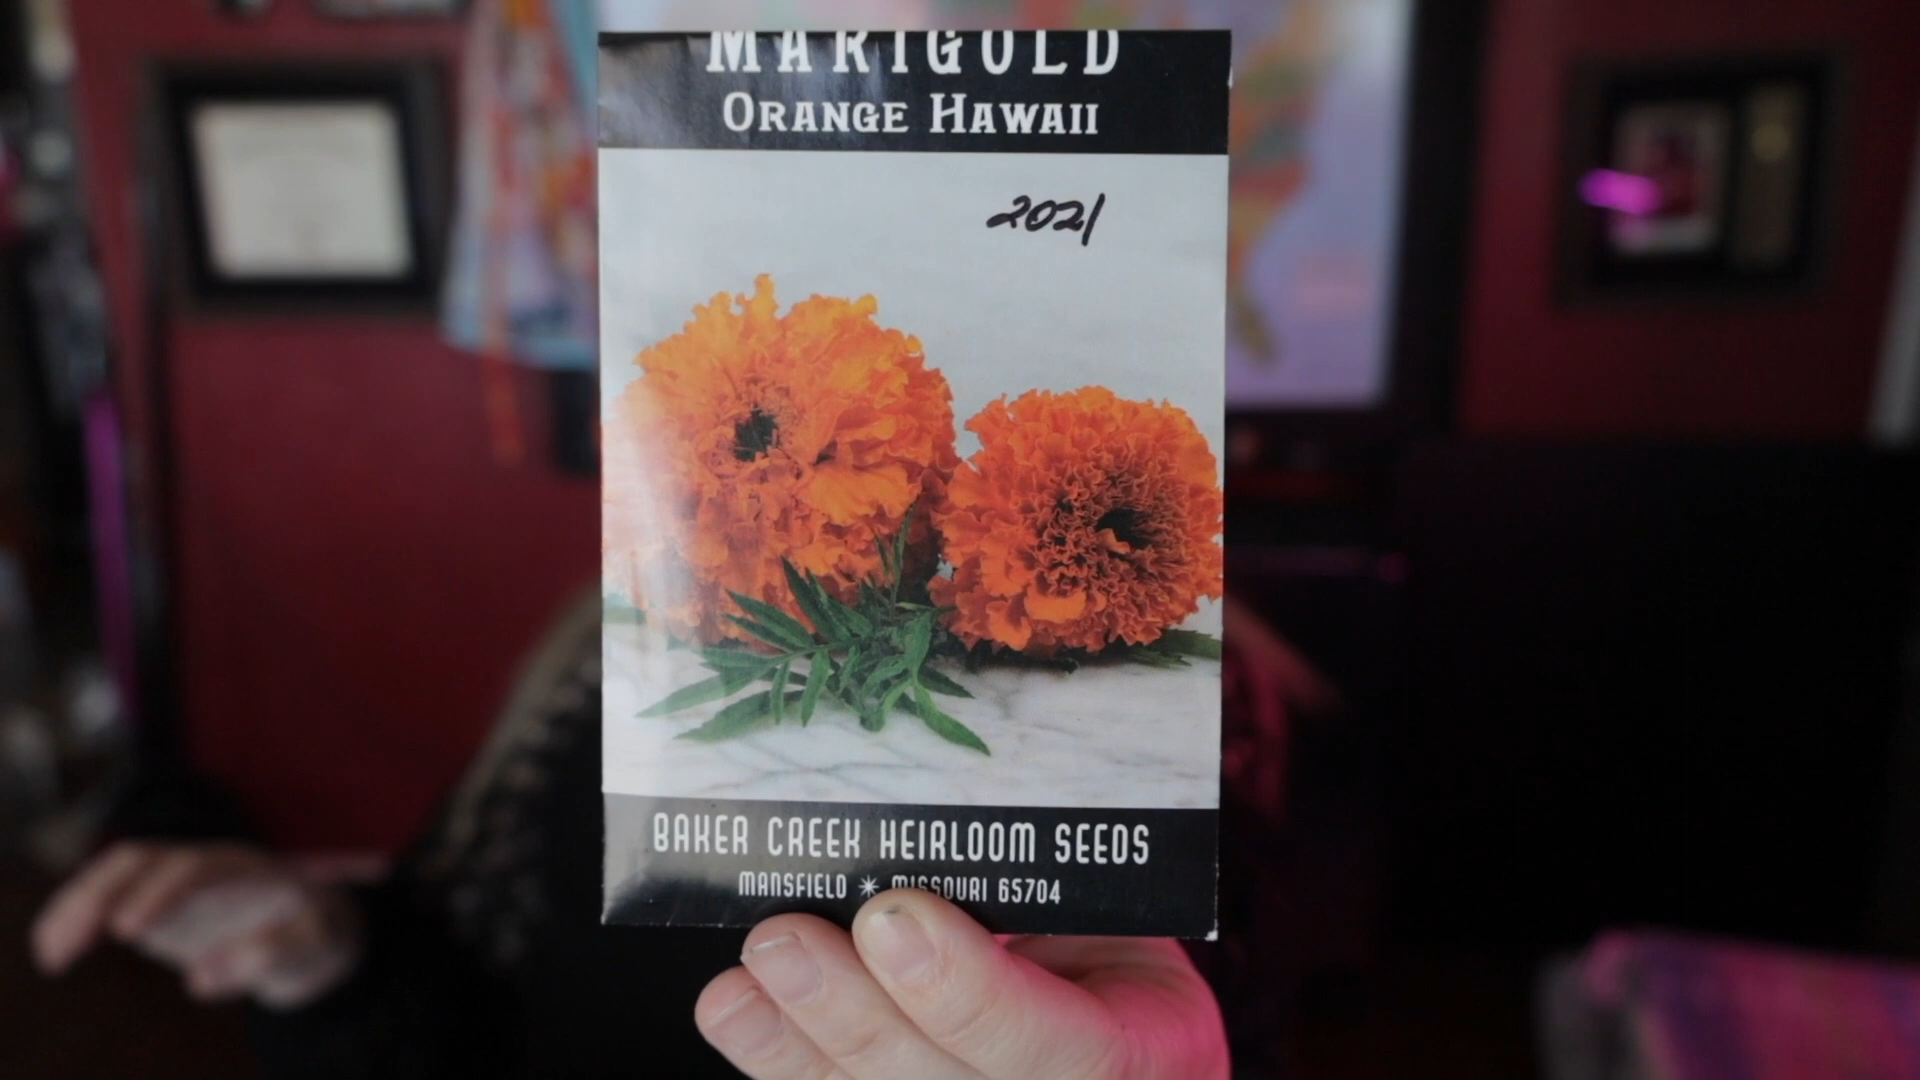 MARIGOLD
ORANGE HAWAII
2021
BAKER CREEK HEIRLOOM SEEDS
MANSFIELD ✴ MISSOURI 65704